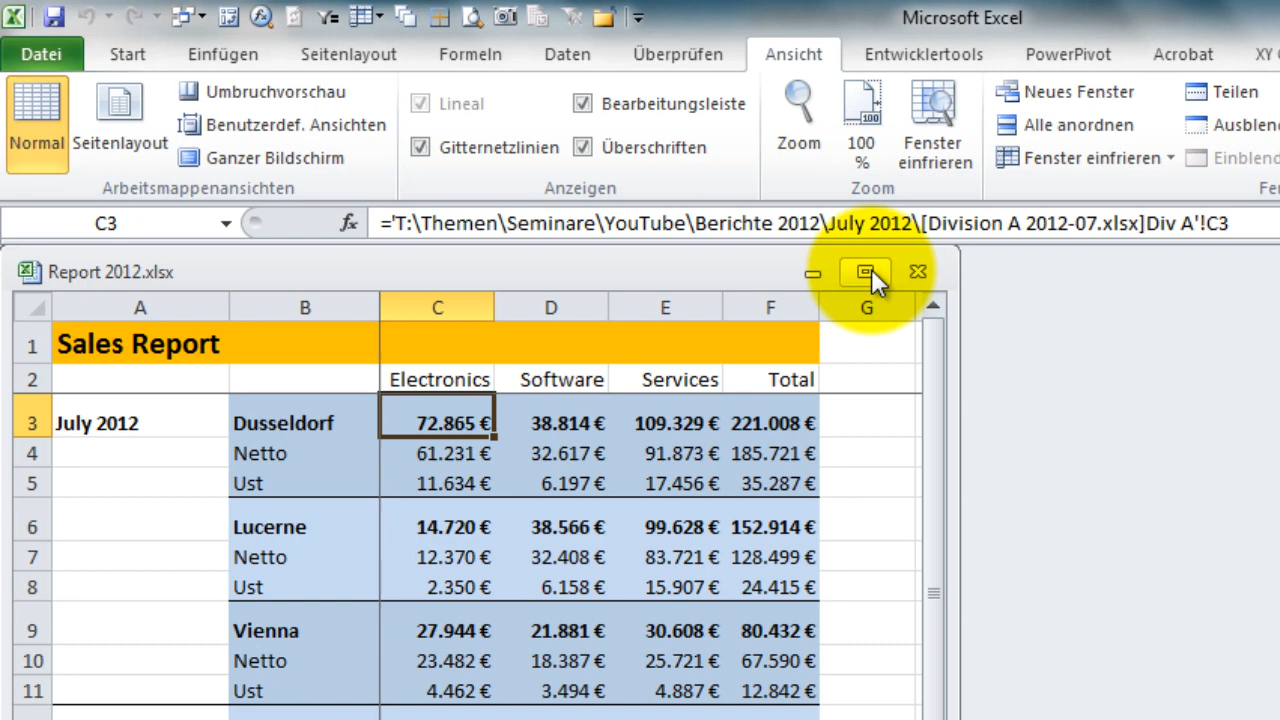 Microsoft Excel
Datei Start Einfügen Seitenlayout Formeln Daten Überprüfen Ansicht Entwicklertools PowerPivot Acrobat XY
Umbruchvorschau
Benutzerdef. Ansichten
Ganzer Bildschirm
Normal Seitenlayout
Arbeitsmappenansichten
Lineal Bearbeitungsleiste
Gitternetzlinien Überschriften
Anzeigen
Zoom 100 % Fenster einfrieren
Zoom
Neues Fenster Teilen
Alle anordnen Ausblen
Fenster einfrieren Einblend
C3 fx ='T:\Themen\Seminare\YouTube\Berichte 2012\July 2012\[Division A 2012-07.xlsx]Div A'!C3
Report 2012.xlsx
A B C D E F G
1 Sales Report
2 Electronics Software Services Total
3 July 2012 Dusseldorf 72.865 € 38.814 € 109.329 € 221.008 €
4 Netto 61.231 € 32.617 € 91.873 € 185.721 €
5 Ust 11.634 € 6.197 € 17.456 € 35.287 €
6 Lucerne 14.720 € 38.566 € 99.628 € 152.914 €
7 Netto 12.370 € 32.408 € 83.721 € 128.499 €
8 Ust 2.350 € 6.158 € 15.907 € 24.415 €
9 Vienna 27.944 € 21.881 € 30.608 € 80.432 €
10 Netto 23.482 € 18.387 € 25.721 € 67.590 €
11 Ust 4.462 € 3.494 € 4.887 € 12.842 €